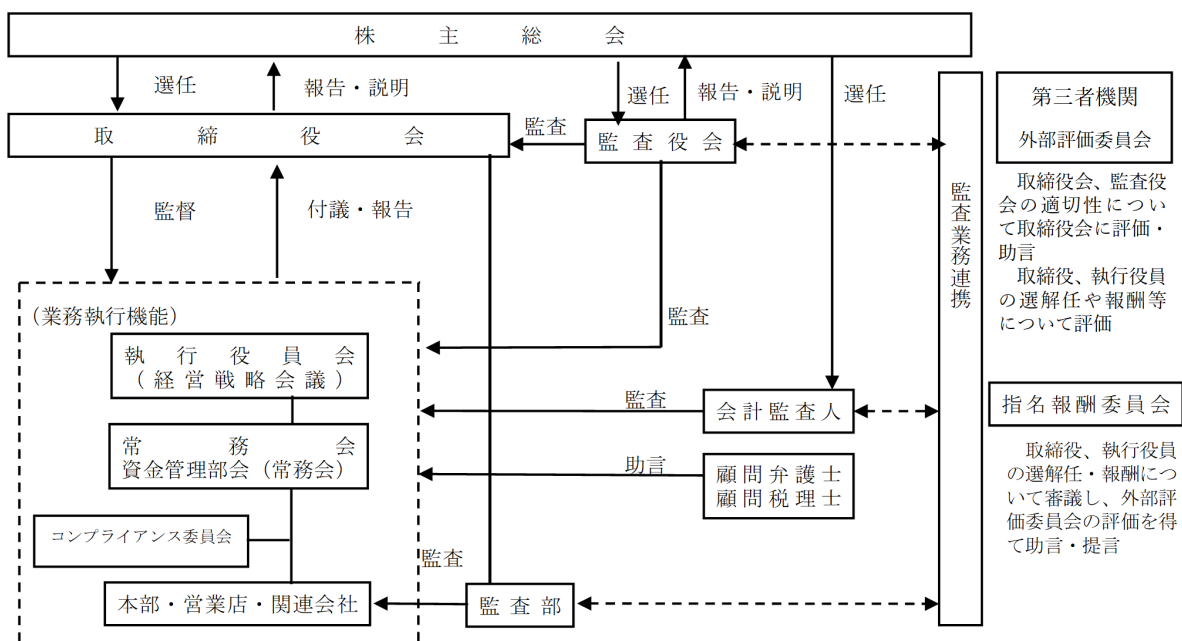 株主総会
選任
報告・説明
選任
報告・説明
選任
取締役会
監査
監査役会
監督
付議・報告
監査
(業務執行機能)
執行役員会
(経営戦略会議)
監査
会計監査人
常務会
資金管理部会(常務会)
助言
顧問弁護士
顧問税理士
コンプライアンス委員会
監査
本部・営業店・関連会社
監査部
監査業務連携
第三者機関
外部評価委員会
取締役会、監査役
会の適切性につい
て取締役会に評価・
助言
取締役、執行役員
の選解任や報酬等
について評価
指名報酬委員会
取締役、執行役員
の選解任・報酬につ
いて審議し、外部評
価委員会の評価を得
て助言・提言